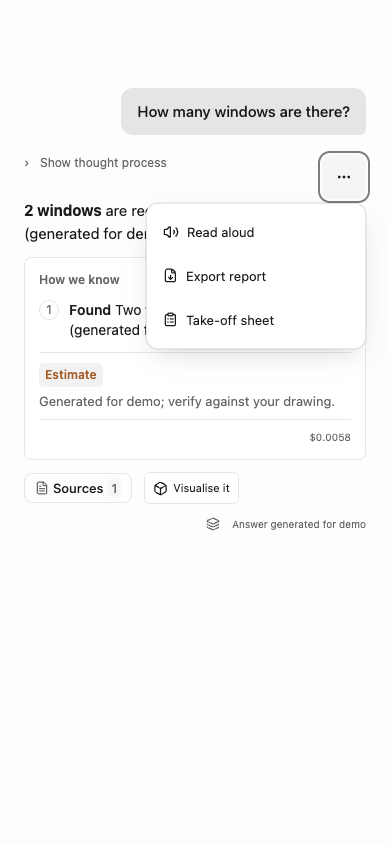 How many windows are there?
Show thought process
2 windows are
(generated for
Read aloud
Export report
Take-off sheet
How we know
1 Found Two
(generated
Estimate
Generated for demo; verify against your drawing.
$0.0058
Sources 1
Visualise it
Answer generated for demo